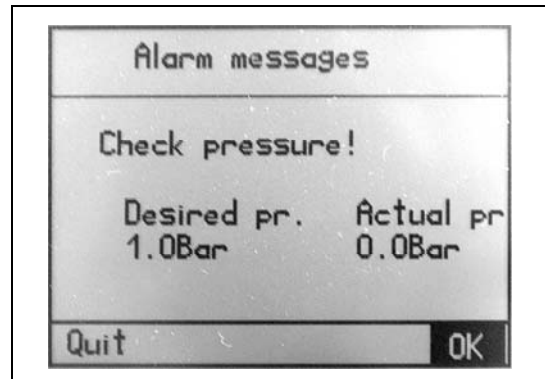 Alarm messages
Check pressure!
Desired pr. Actual pr
1.0Bar 0.0Bar
Quit OK